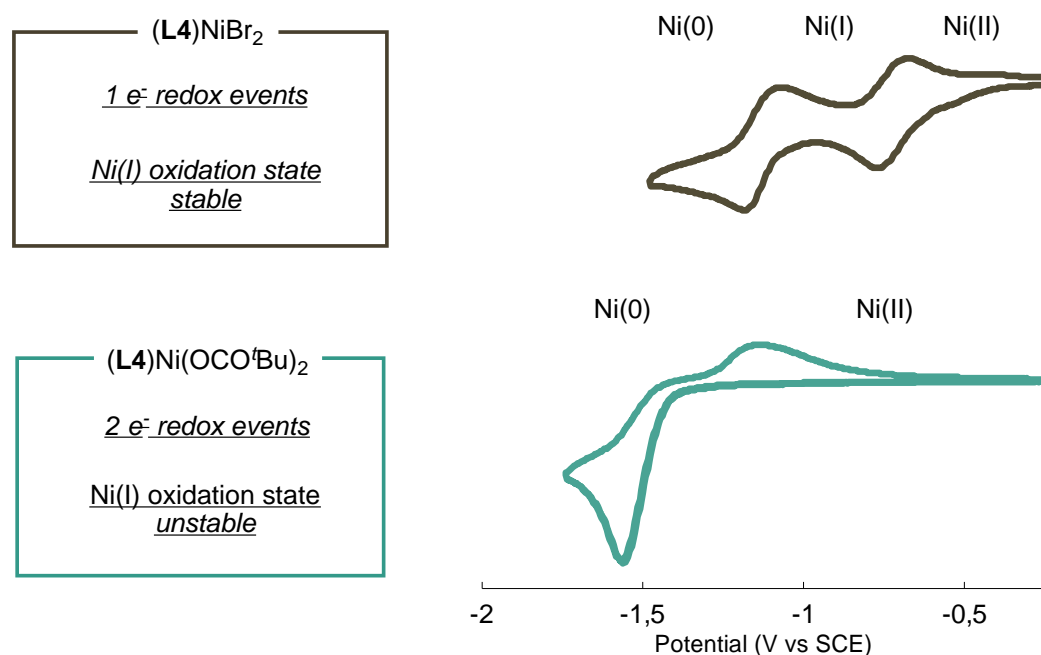 (L4)NiBr2
1 e- redox events
Ni(I) oxidation state
stable
Ni(0) Ni(I) Ni(II)
(L4)Ni(OCOtBu)2
2 e- redox events
Ni(I) oxidation state
unstable
Ni(0) Ni(II)
-2 -1,5 -1 -0,5
Potential (V vs SCE)